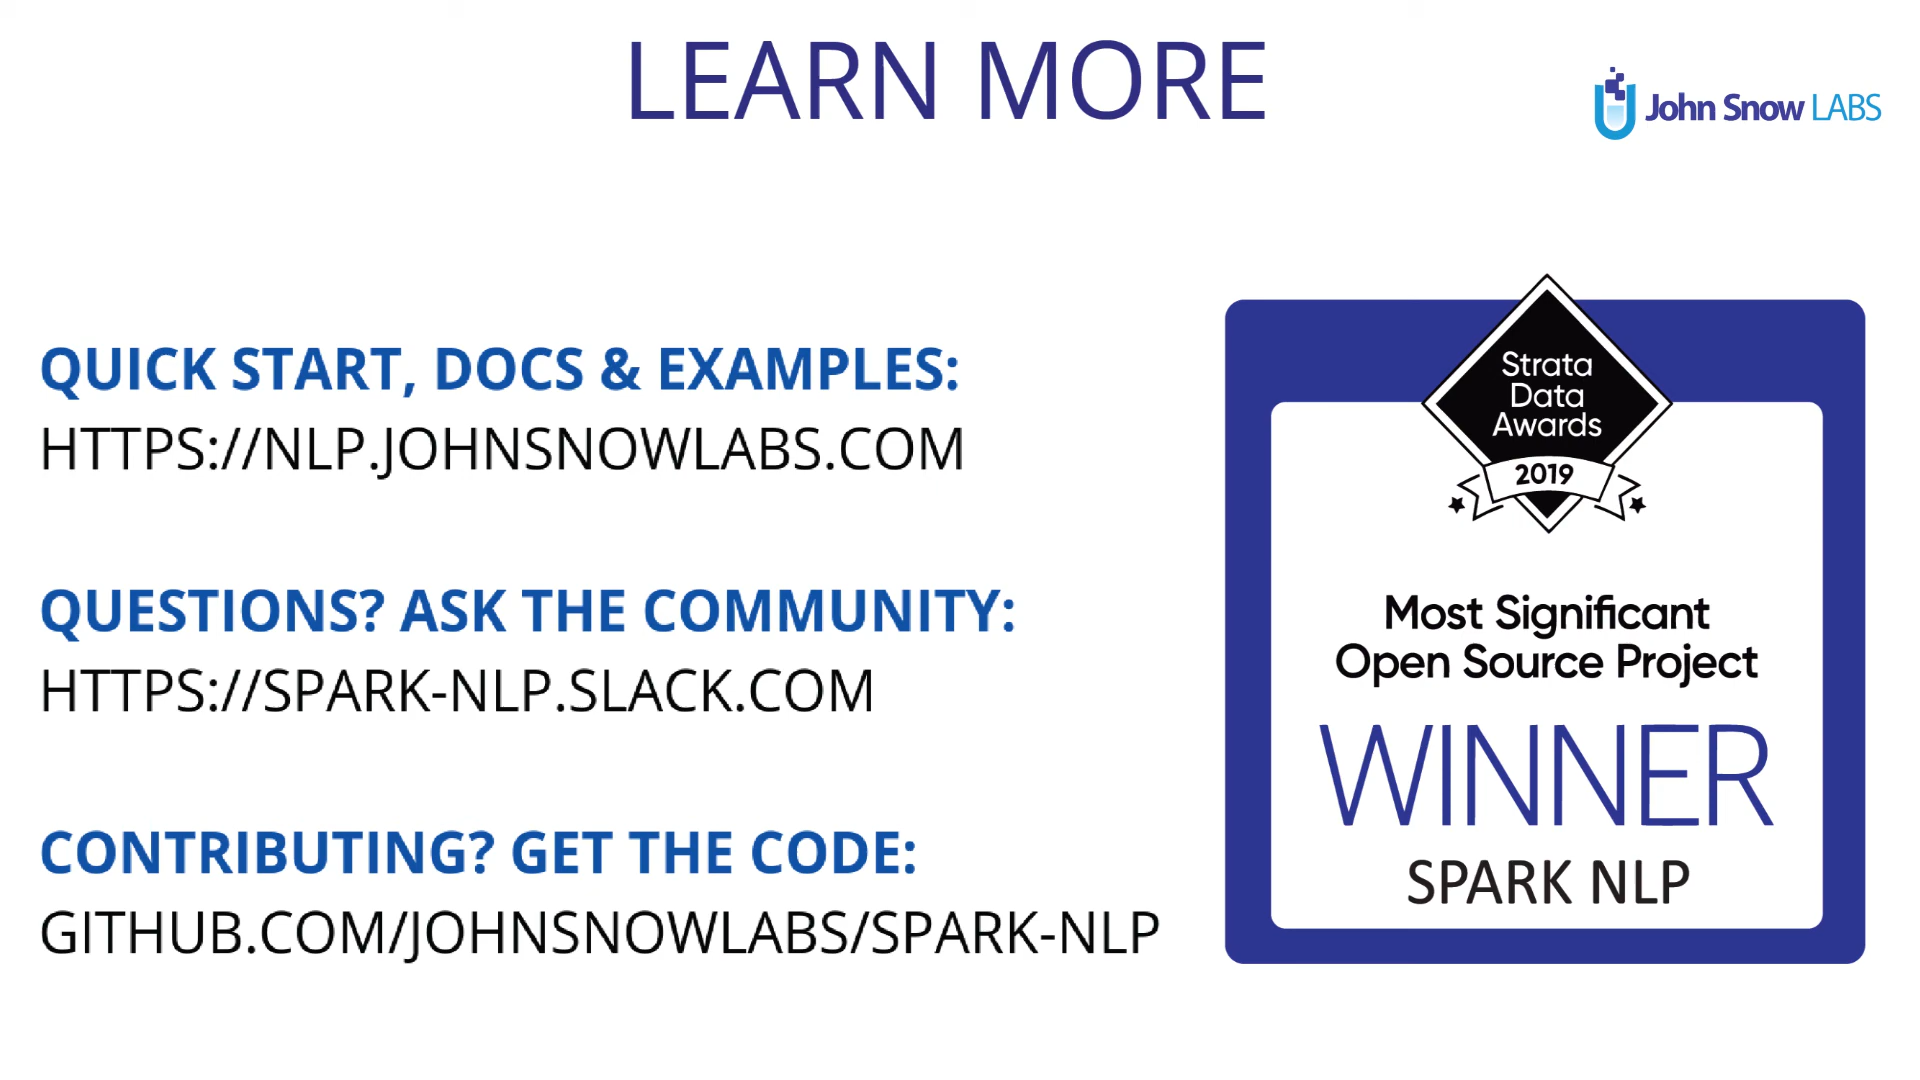 LEARN MORE
John Snow LABS
QUICK START, DOCS & EXAMPLES:
HTTPS://NLP.JOHNSNOWLABS.COM
QUESTIONS? ASK THE COMMUNITY:
HTTPS://SPARK-NLP.SLACK.COM
CONTRIBUTING? GET THE CODE:
GITHUB.COM/JOHNSNOWLABS/SPARK-NLP
Strata
Data
Awards
2019
Most Significant
Open Source Project
WINNER
SPARK NLP